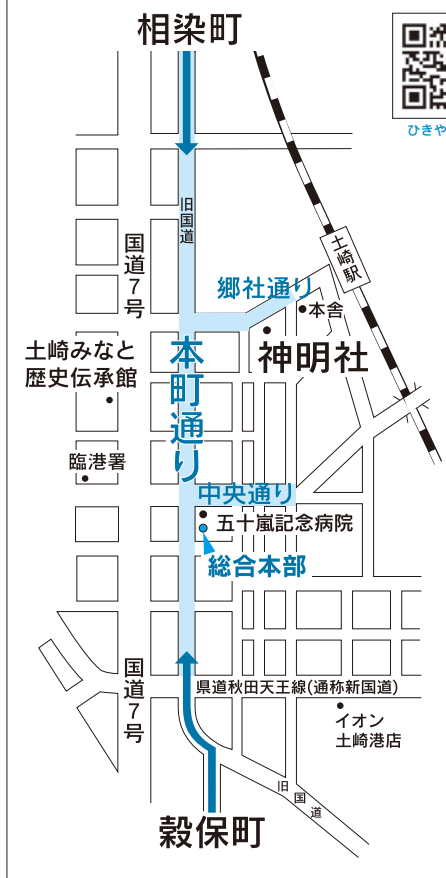 相染町
ひきや
旧国道
国道7号
土崎駅
郷社通り
本舎
神明社
土崎みなと
歴史伝承館
本町通り
臨港署
中央通り
五十嵐記念病院
総合本部
国道7号
県道秋田天王線(通称新国道)
イオン
土崎港店
旧国道
穀保町